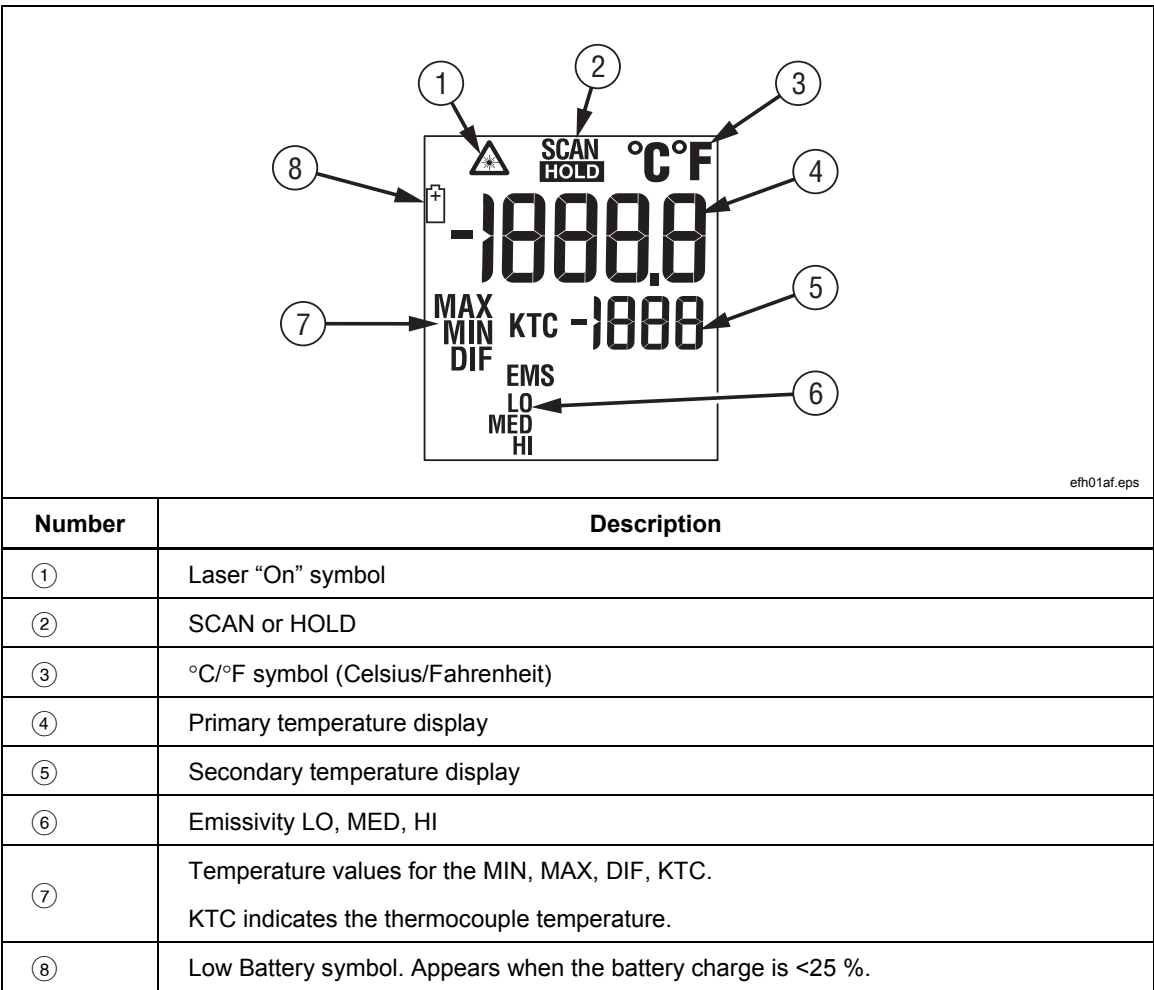 1
2
3
8
SCAN
HOLD
°C°F
4
+
-1888.8
5
7
MAX
MIN
DIF
KTC -1888
EMS
LO
MED
HI
6
efh01af.eps
Number Description
① Laser “On” symbol
② SCAN or HOLD
③ °C/°F symbol (Celsius/Fahrenheit)
④ Primary temperature display
⑤ Secondary temperature display
⑥ Emissivity LO, MED, HI
⑦ Temperature values for the MIN, MAX, DIF, KTC.
KTC indicates the thermocouple temperature.
⑧ Low Battery symbol. Appears when the battery charge is <25 %.